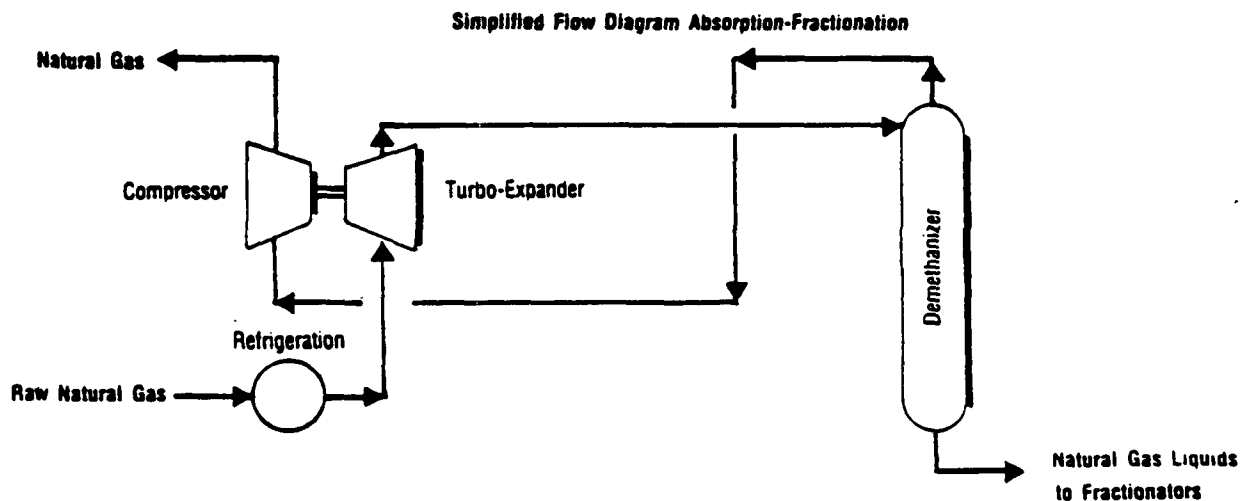 Simplified Flow Diagram Absorption-Fractionation
Natural Gas
Compressor
Turbo-Expander
Demethanizer
Refrigeration
Raw Natural Gas
Natural Gas Liquids
to Fractionators